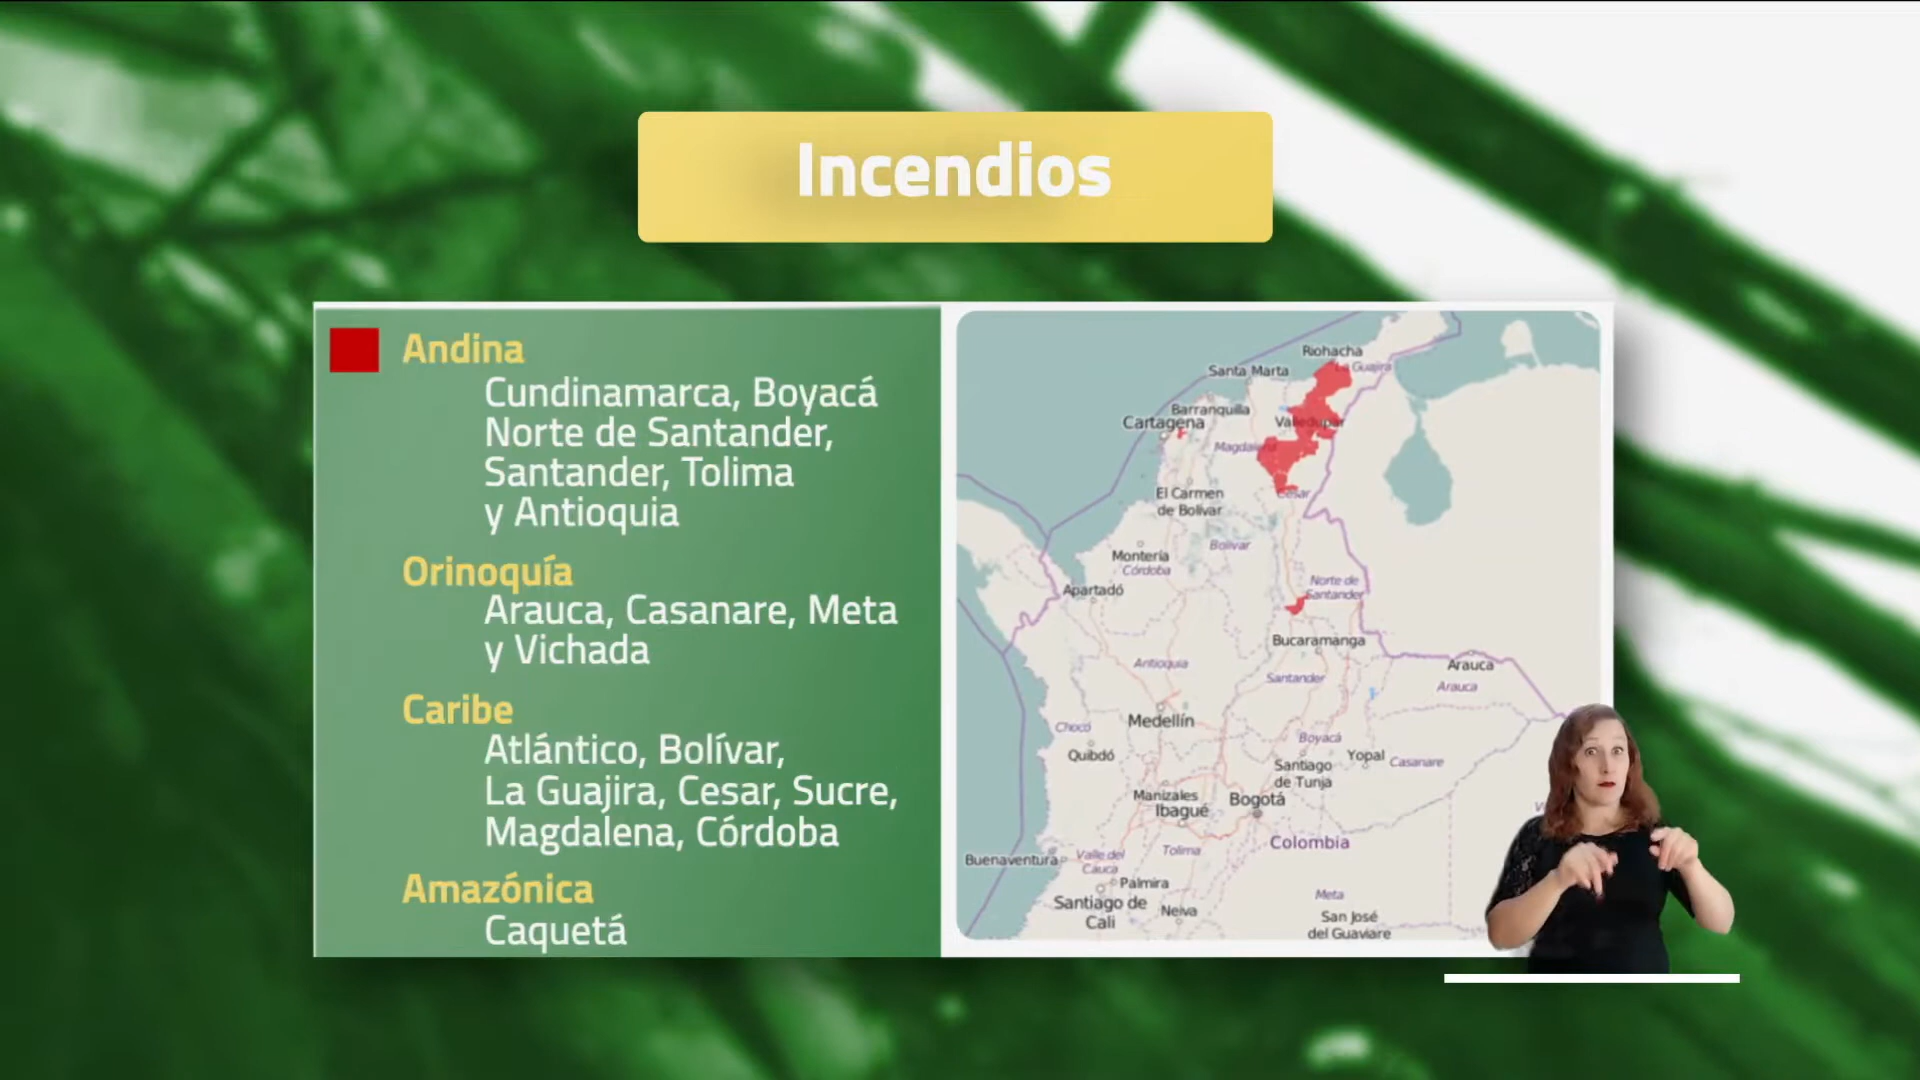 Incendios
Andina
Cundinamarca, Boyacá
Norte de Santander,
Santander, Tolima
y Antioquia
Orinoquía
Arauca, Casanare, Meta
y Vichada
Caribe
Atlántico, Bolívar,
La Guajira, Cesar, Sucre,
Magdalena, Córdoba
Amazónica
Caquetá
Riohacha
La Guajira
Santa Marta
Barranquilla
Cartagena
Valledupar
Magdalena
El Carmen
de Bolívar
Cesar
Bolívar
Montería
Córdoba
Apartadó
Norte de
Santander
Bucaramanga
Antioquia
Santander
Arauca
Arauca
Medellín
Chocó
Quibdó
Boyacá
Yopal
Casanare
Santiago
de Tunja
Manizales
Ibagué
Bogotá
Colombia
Buenaventura
Valle del
Cauca
Tolima
Palmira
Santiago de
Cali
Neiva
Meta
San José
del Guaviare